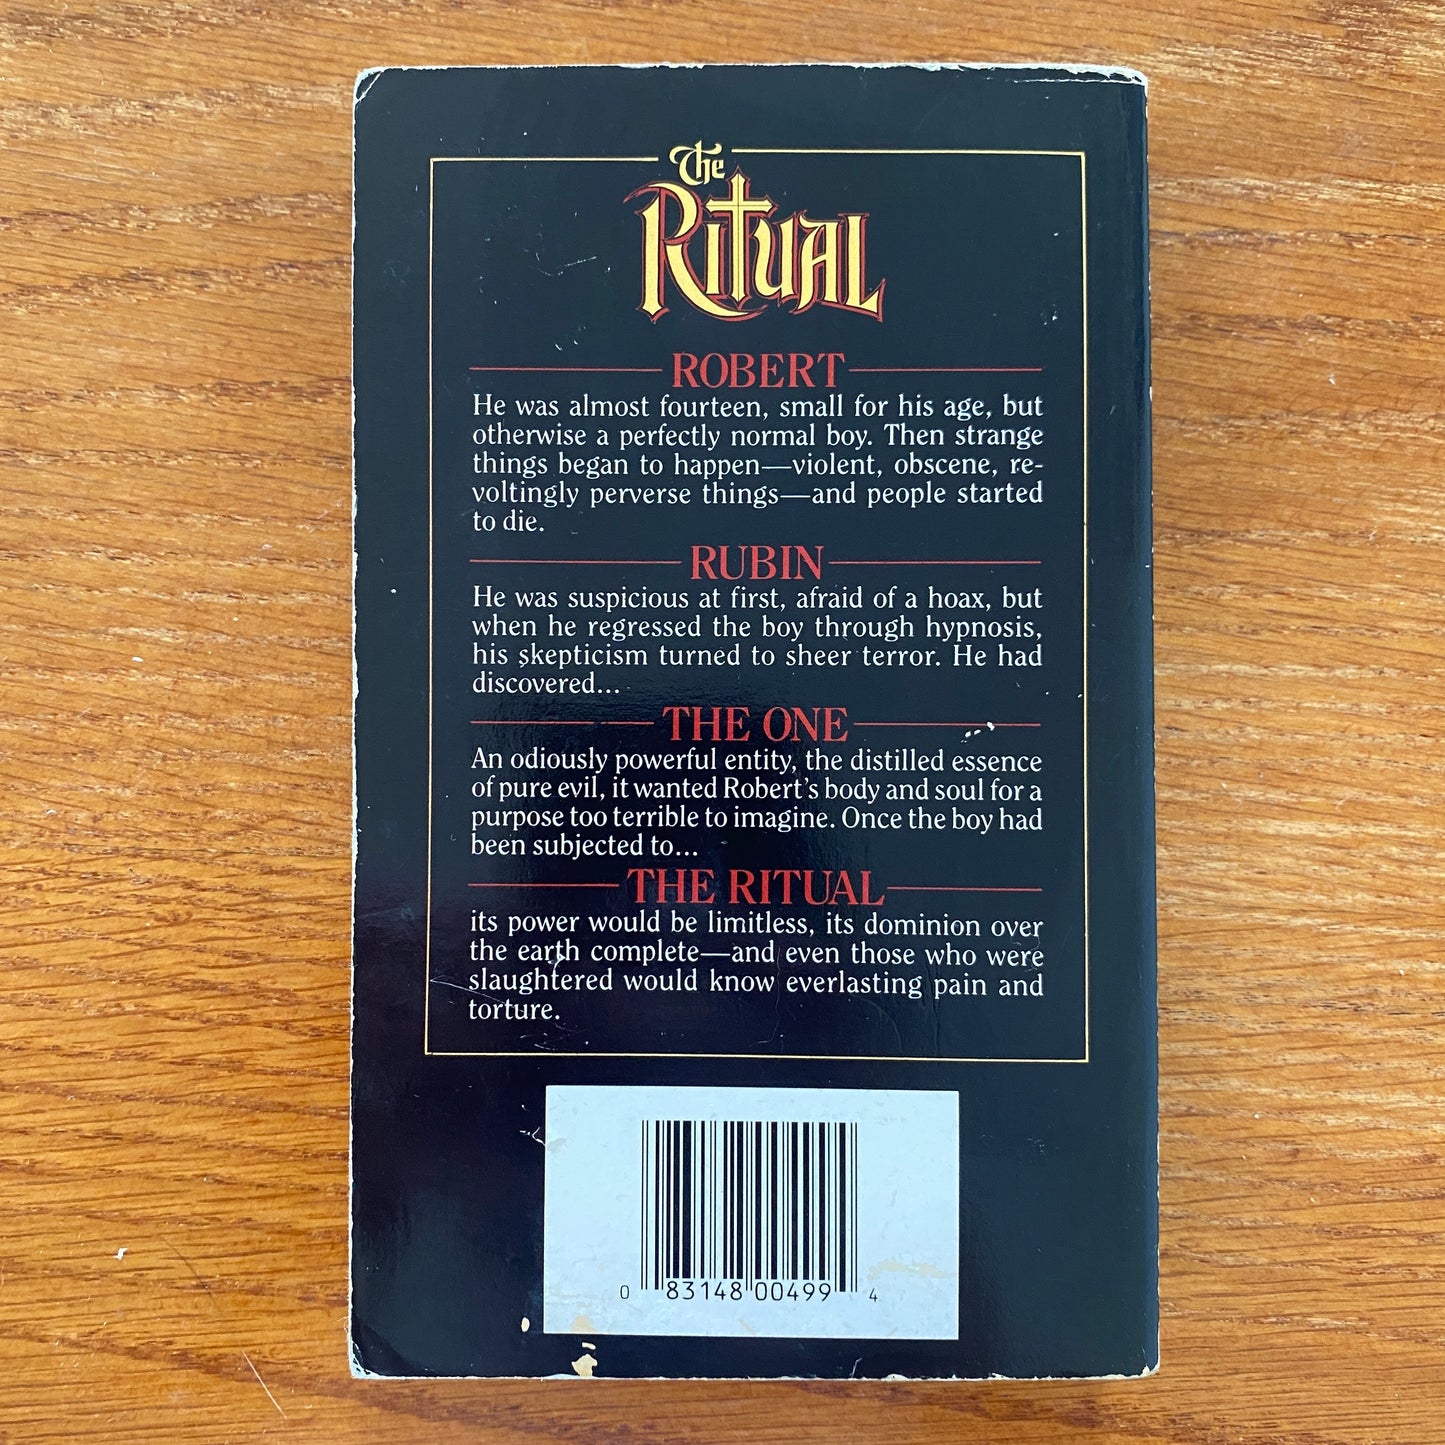 The
RITUAL
ROBERT
He was almost fourteen, small for his age, but
otherwise a perfectly normal boy. Then strange
things began to happen—violent, obscene, re-
voltingly perverse things—and people started
to die.
RUBIN
He was suspicious at first, afraid of a hoax, but
when he regressed the boy through hypnosis,
his skepticism turned to sheer terror. He had
discovered...
THE ONE
An odiously powerful entity, the distilled essence
of pure evil, it wanted Robert's body and soul for a
purpose too terrible to imagine. Once the boy had
been subjected to...
THE RITUAL
its power would be limitless, its dominion over
the earth complete—and even those who were
slaughtered would know everlasting pain and
torture.
0 83148 00499 4